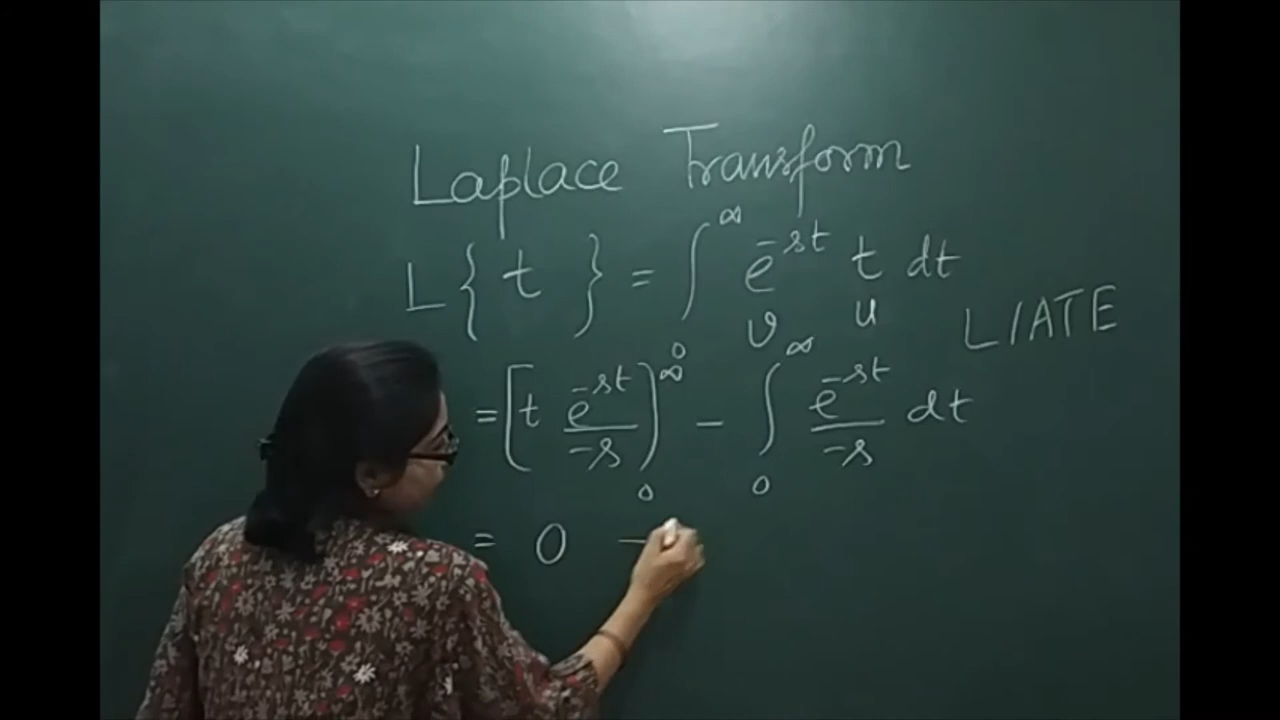 Laplace Transform
L{ t } = ∫₀^∞ e^{-st} t dt
v u
LIATE
= [t e^{-st}/-s]₀^∞ - ∫₀^∞ e^{-st}/-s dt
= 0 -